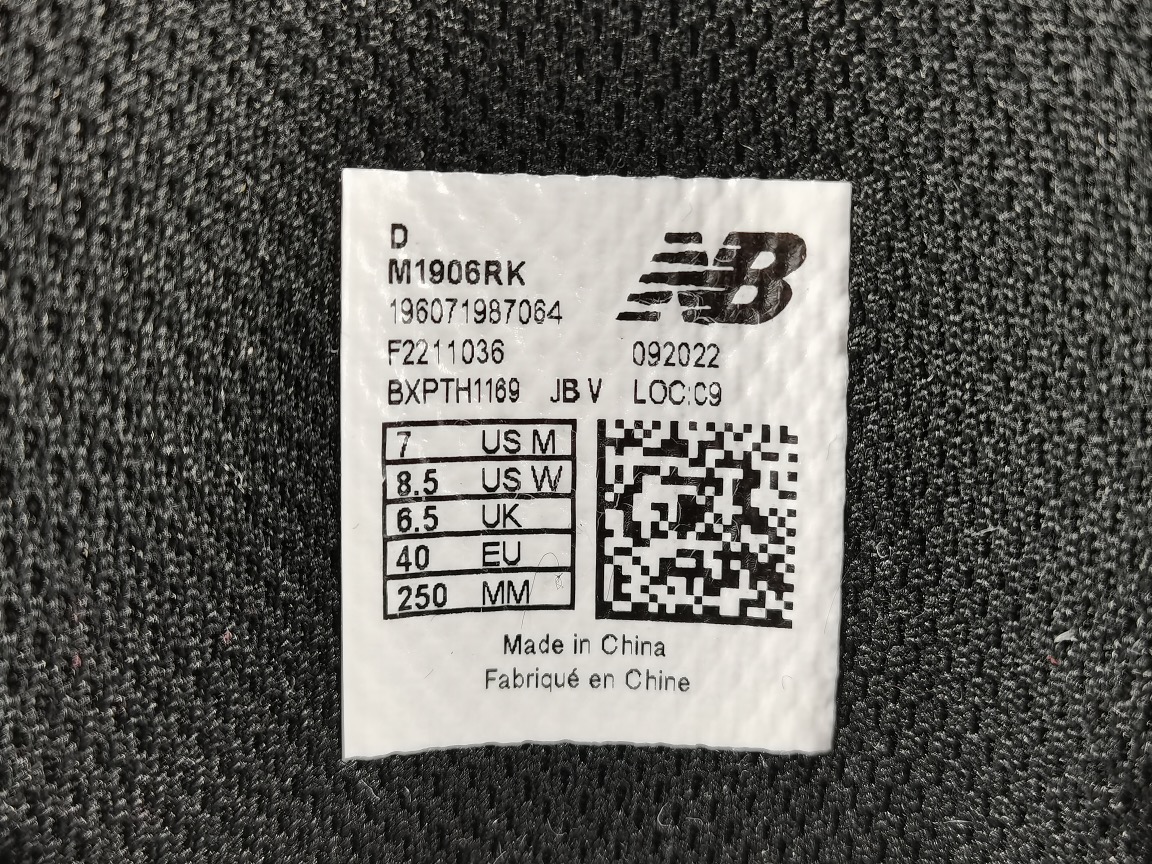 D
M1906RK
NB
196071987064
F2211036 092022
BXPTH1169 JB V LOC:C9
7 US M
8.5 US W
6.5 UK
40 EU
250 MM
Made in China
Fabriqué en Chine